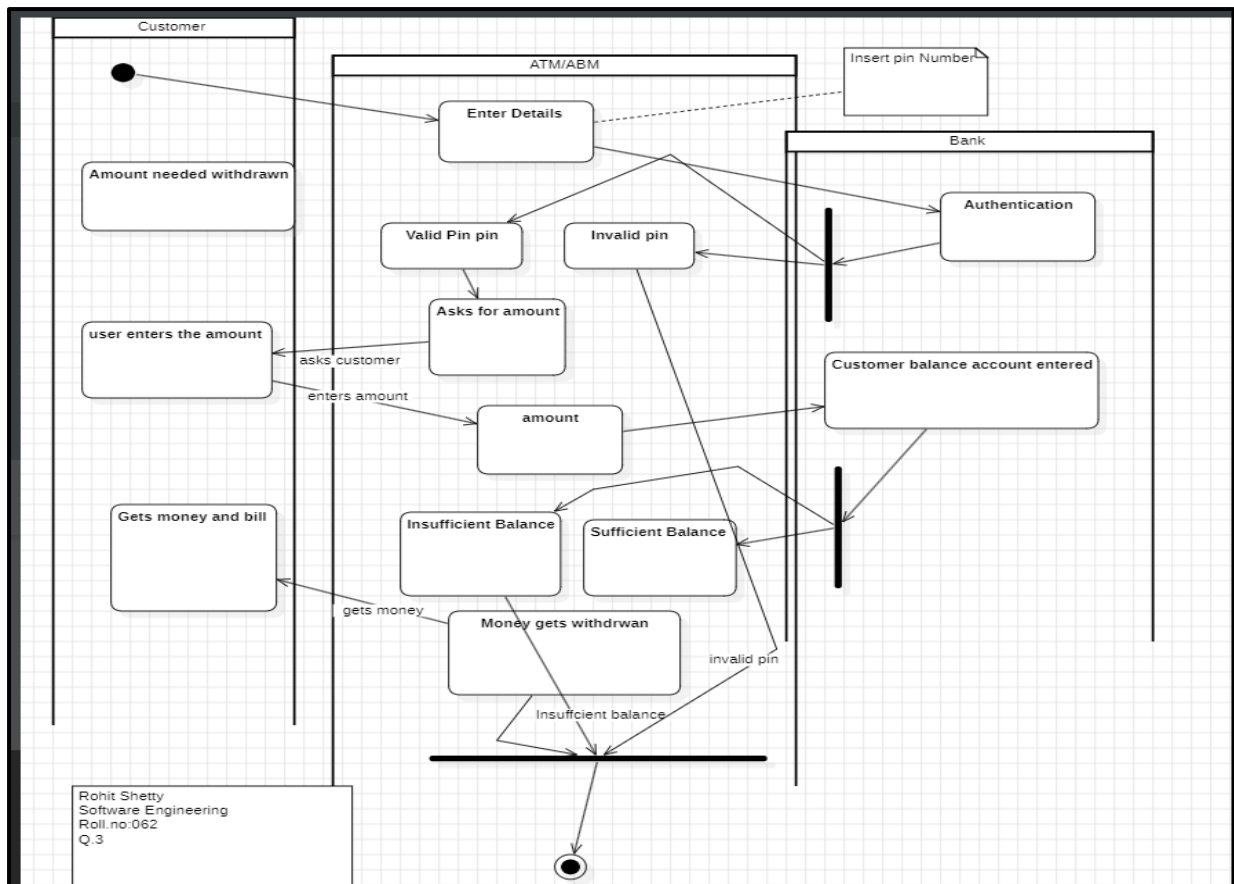 Customer
ATM/ABM
Insert pin Number
Enter Details
Bank
Amount needed withdrawn
Authentication
Valid Pin pin
Invalid pin
Asks for amount
user enters the amount
asks customer
Customer balance account entered
enters amount
amount
Gets money and bill
Insufficient Balance
Sufficient Balance
gets money
Money gets withdrwan
invalid pin
Insuffcient balance
Rohit Shetty
Software Engineering
Roll.no:062
Q.3